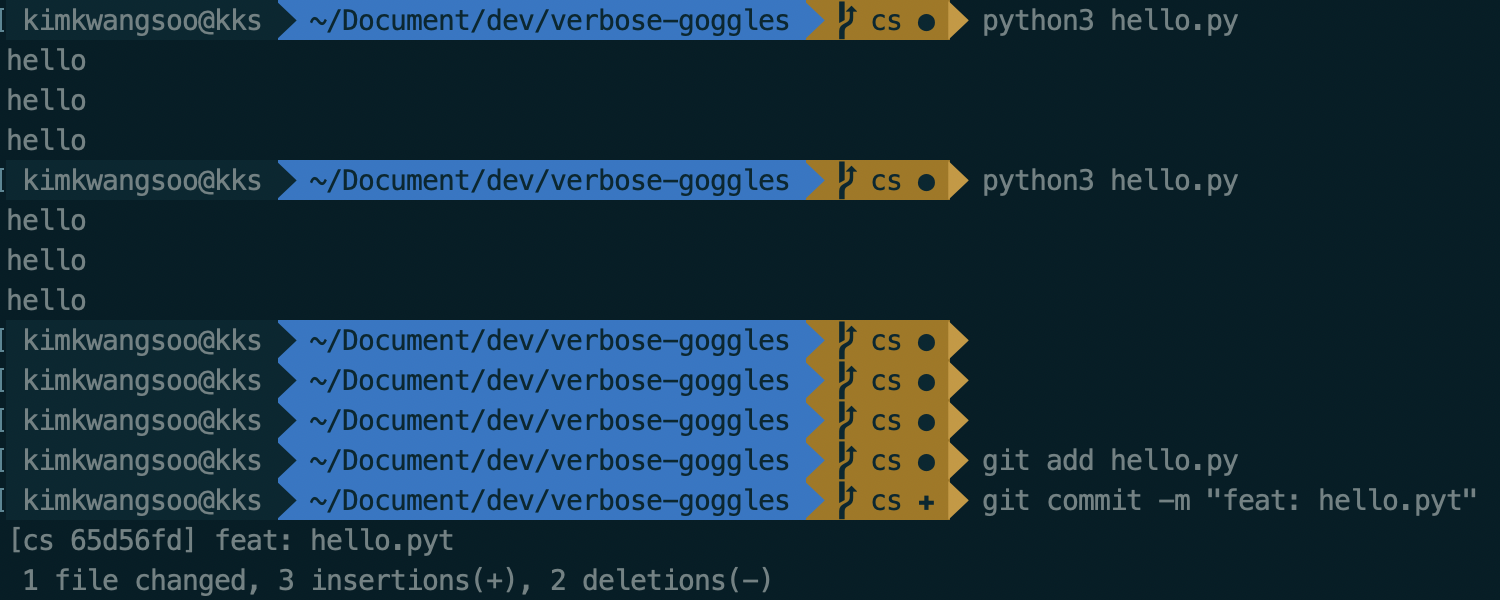 kimkwangsoo@kks ~/Document/dev/verbose-goggles cs ● python3 hello.py
hello
hello
hello
kimkwangsoo@kks ~/Document/dev/verbose-goggles cs ● python3 hello.py
hello
hello
hello
kimkwangsoo@kks ~/Document/dev/verbose-goggles cs ●
kimkwangsoo@kks ~/Document/dev/verbose-goggles cs ●
kimkwangsoo@kks ~/Document/dev/verbose-goggles cs ●
kimkwangsoo@kks ~/Document/dev/verbose-goggles cs ● git add hello.py
kimkwangsoo@kks ~/Document/dev/verbose-goggles cs + git commit -m "feat: hello.pyt"
[cs 65d56fd] feat: hello.pyt
1 file changed, 3 insertions(+), 2 deletions(-)